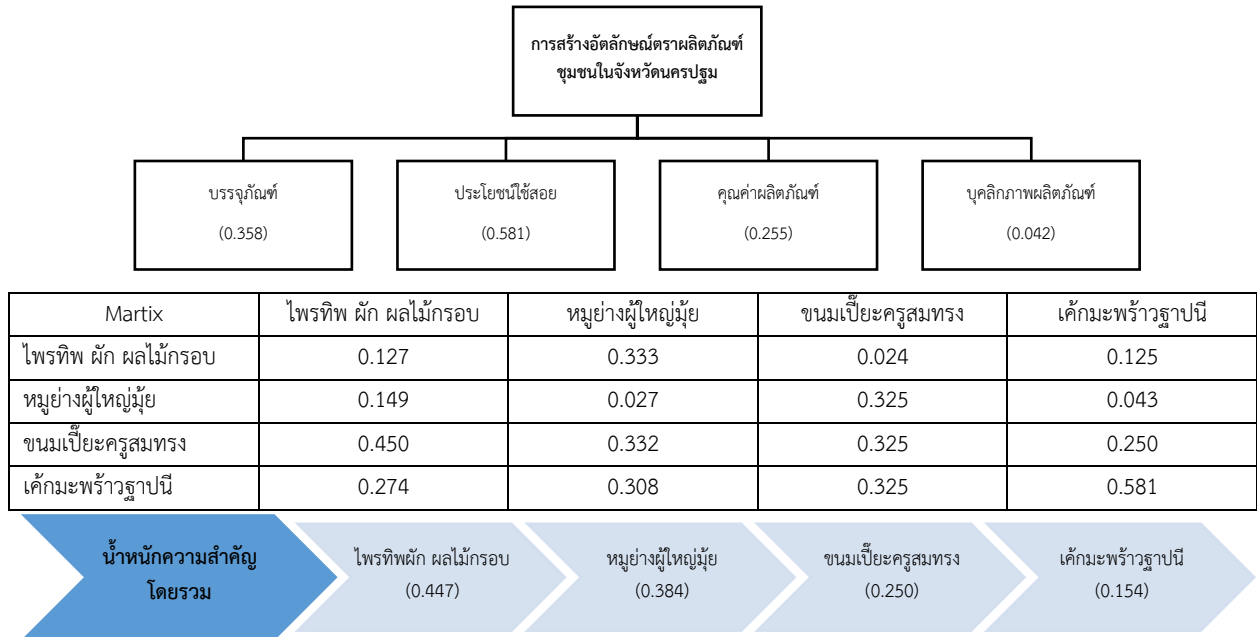 การสร้างอัตลักษณ์ตราผลิตภัณฑ์
ชุมชนในจังหวัดนครปฐม
บรรจุภัณฑ์ ประโยชน์ใช้สอย คุณค่าผลิตภัณฑ์ บุคลิกภาพผลิตภัณฑ์
(0.358) (0.581) (0.255) (0.042)
Martix ไพรทิพ ผัก ผลไม้กรอบ หมูย่างผู้ใหญ่มุ้ย ขนมเปี๊ยะครูสมทรง เค้กมะพร้าวฐาปนี
ไพรทิพ ผัก ผลไม้กรอบ 0.127 0.333 0.024 0.125
หมูย่างผู้ใหญ่มุ้ย 0.149 0.027 0.325 0.043
ขนมเปี๊ยะครูสมทรง 0.450 0.332 0.325 0.250
เค้กมะพร้าวฐาปนี 0.274 0.308 0.325 0.581
น้ำหนักความสำคัญ
โดยรวม
ไพรทิพผัก ผลไม้กรอบ หมูย่างผู้ใหญ่มุ้ย ขนมเปี๊ยะครูสมทรง เค้กมะพร้าวฐาปนี
(0.447) (0.384) (0.250) (0.154)